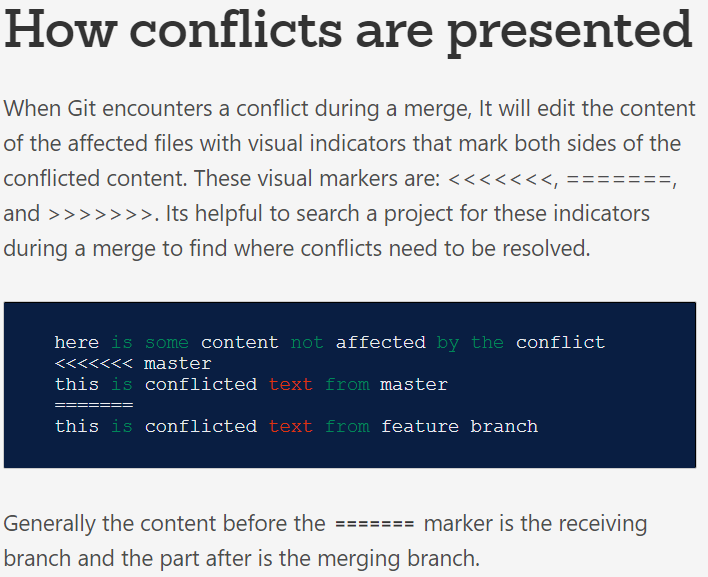 How conflicts are presented
When Git encounters a conflict during a merge, It will edit the content
of the affected files with visual indicators that mark both sides of the
conflicted content. These visual markers are: <<<<<<<, =======,
and >>>>>>>. Its helpful to search a project for these indicators
during a merge to find where conflicts need to be resolved.
here is some content not affected by the conflict
<<<<<<< master
this is conflicted text from master
=======
this is conflicted text from feature branch
Generally the content before the ======= marker is the receiving
branch and the part after is the merging branch.